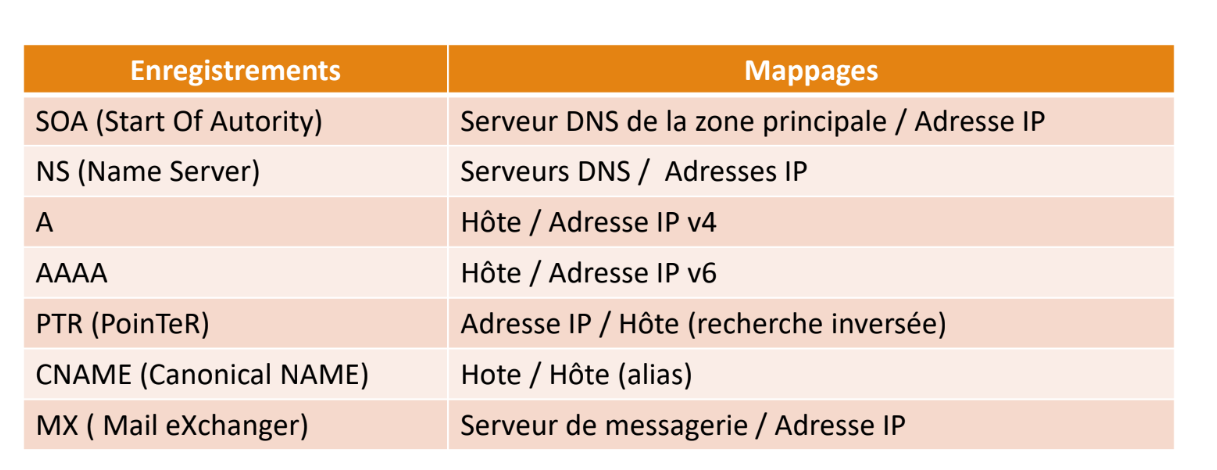 Enregistrements Mappages
SOA (Start Of Autority) Serveur DNS de la zone principale / Adresse IP
NS (Name Server) Serveurs DNS / Adresses IP
A Hôte / Adresse IP v4
AAAA Hôte / Adresse IP v6
PTR (PoinTeR) Adresse IP / Hôte (recherche inversée)
CNAME (Canonical NAME) Hote / Hôte (alias)
MX ( Mail eXchanger) Serveur de messagerie / Adresse IP